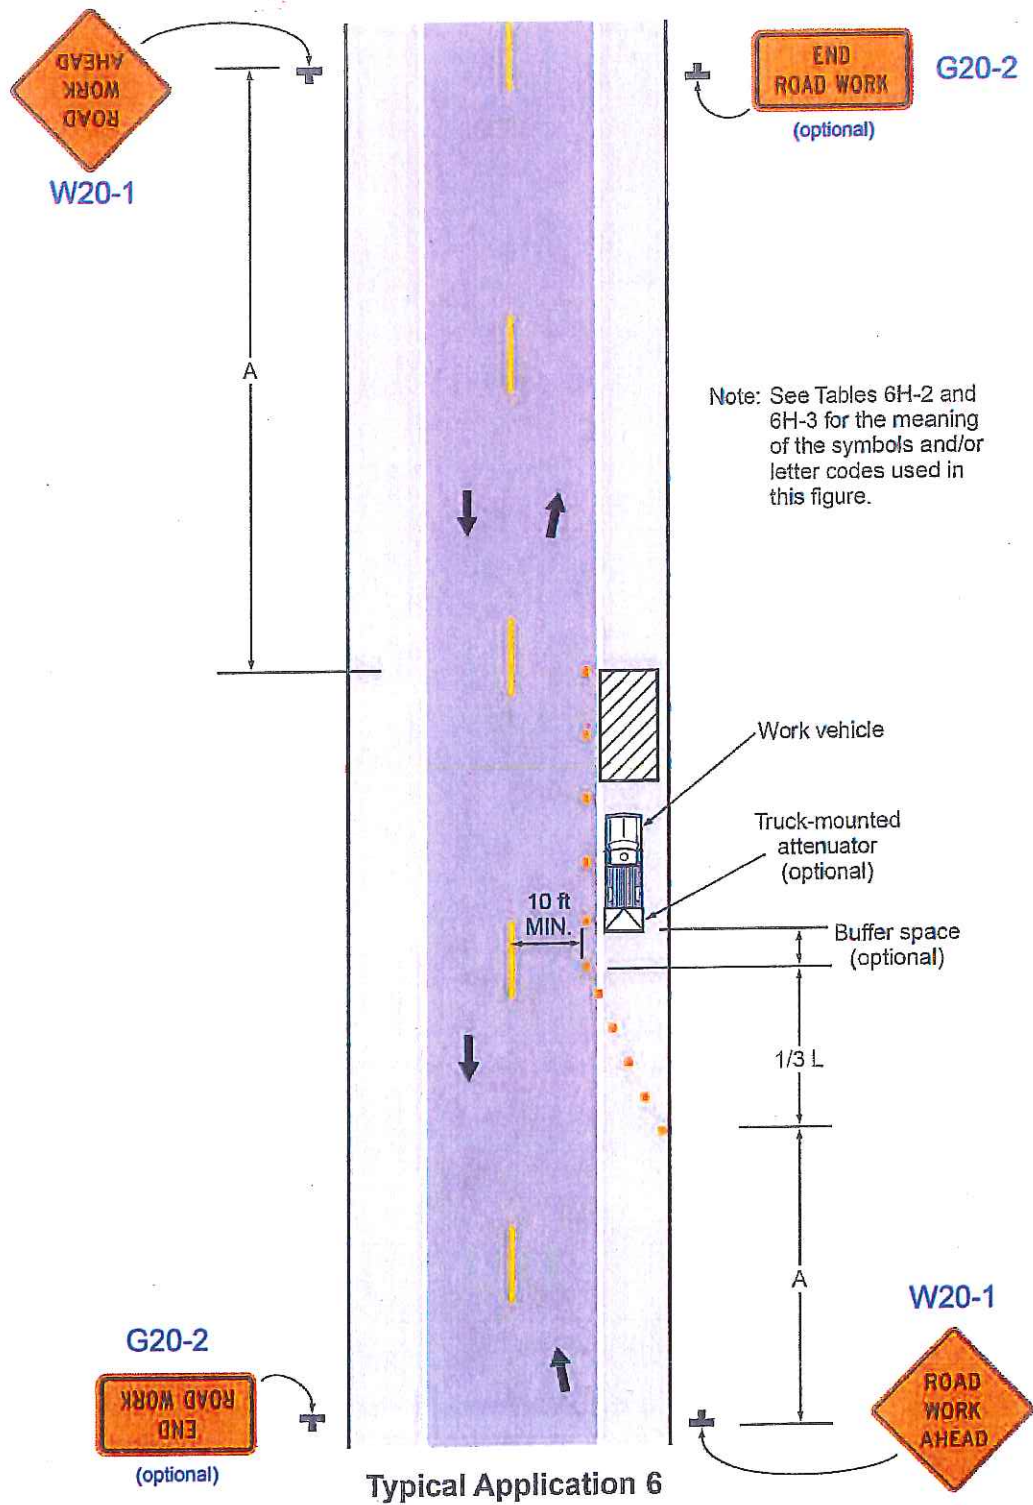 ROAD
WORK
AHEAD
W20-1
END
ROAD WORK
(optional)
G20-2
A
Note: See Tables 6H-2 and
6H-3 for the meaning
of the symbols and/or
letter codes used in
this figure.
Work vehicle
Truck-mounted
attenuator
(optional)
10 ft
MIN.
Buffer space
(optional)
1/3 L
A
W20-1
ROAD
WORK
AHEAD
G20-2
END
ROAD WORK
(optional)
Typical Application 6